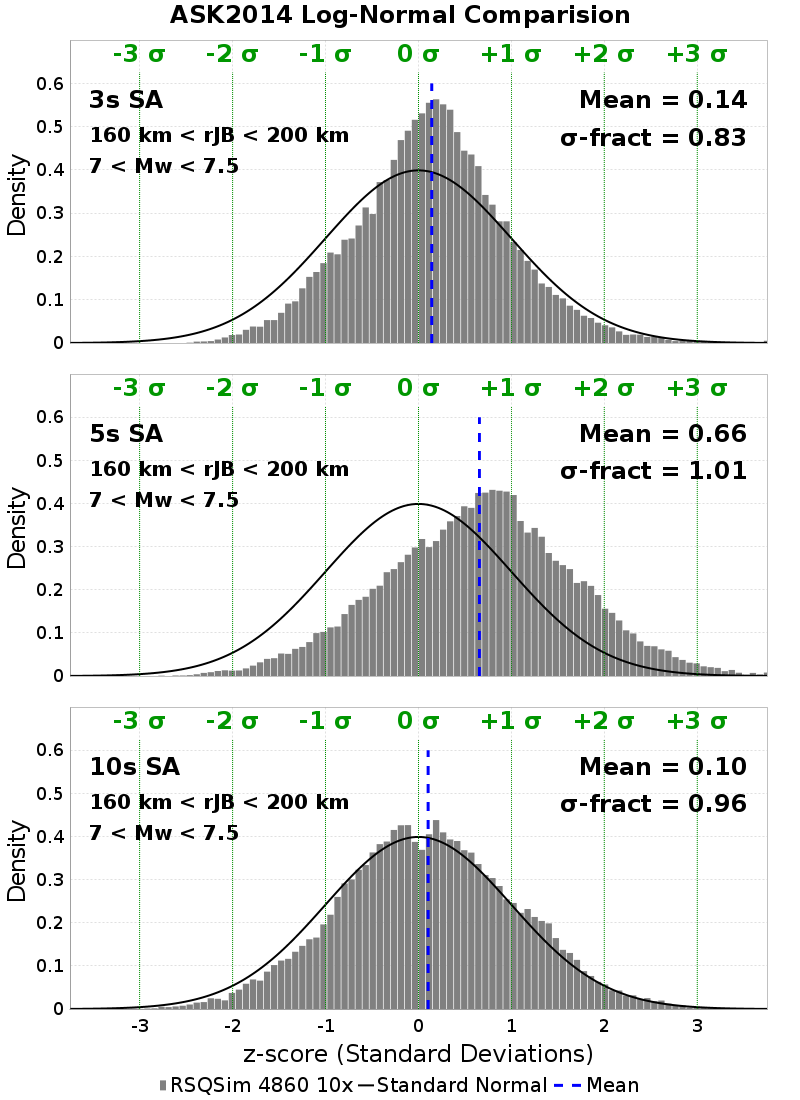 ASK2014 Log-Normal Comparision
-3 σ -2 σ -1 σ 0 σ +1 σ +2 σ +3 σ
3s SA
160 km < rJB < 200 km
7 < Mw < 7.5
Mean = 0.14
σ-fract = 0.83
0.6
0.5
0.4
0.3
0.2
0.1
0
Density
-3 σ -2 σ -1 σ 0 σ +1 σ +2 σ +3 σ
5s SA
160 km < rJB < 200 km
7 < Mw < 7.5
Mean = 0.66
σ-fract = 1.01
0.6
0.5
0.4
0.3
0.2
0.1
0
Density
-3 σ -2 σ -1 σ 0 σ +1 σ +2 σ +3 σ
10s SA
160 km < rJB < 200 km
7 < Mw < 7.5
Mean = 0.10
σ-fract = 0.96
0.6
0.5
0.4
0.3
0.2
0.1
0
Density
-3 -2 -1 0 1 2 3
z-score (Standard Deviations)
RSQSim 4860 10x Standard Normal Mean